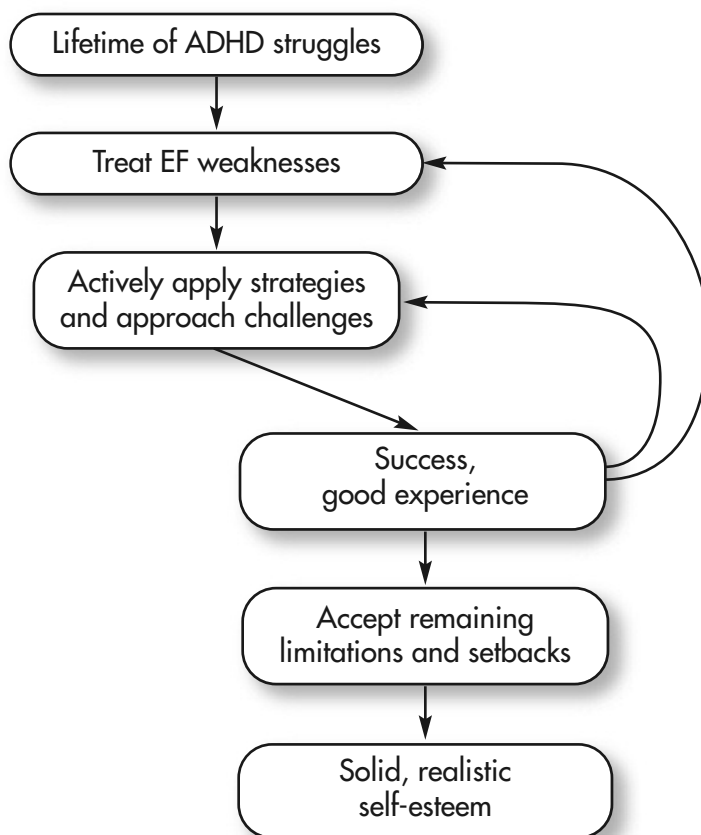 Lifetime of ADHD struggles
Treat EF weaknesses
Actively apply strategies
and approach challenges
Success,
good experience
Accept remaining
limitations and setbacks
Solid, realistic
self-esteem